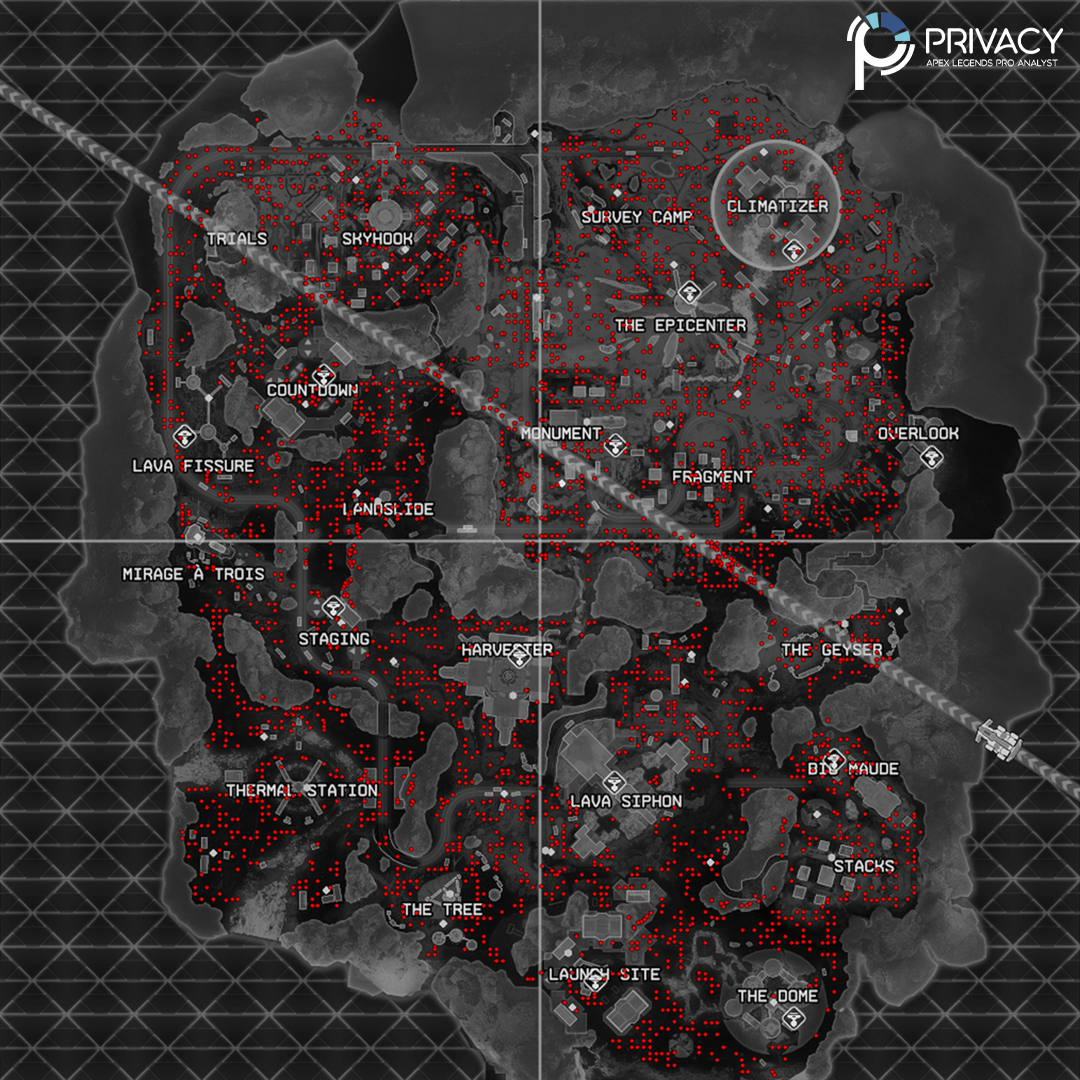 PRIVACY
APEX LEGENDS PRO ANALYST
CLIMATIZER
SURVEY CAMP
TRIALS
SKYHOOK
THE EPICENTER
COUNTDOWN
MONUMENT
OVERLOOK
LAVA FISSURE
FRAGMENT
LANDSLIDE
MIRAGE À TROIS
STAGING
HARVESTER
THE GEYSER
BIG MAUDE
THERMAL STATION
LAVA SIPHON
STACKS
THE TREE
LAUNCH SITE
THE DOME